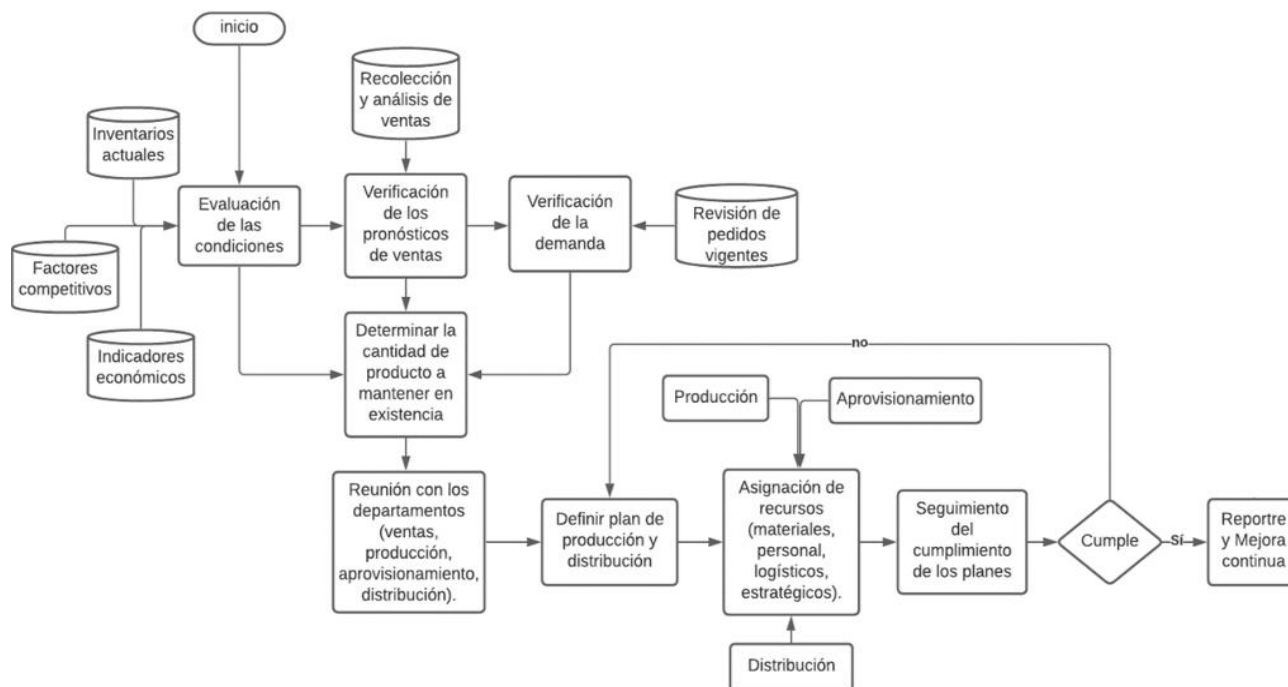 inicio
Recolección
y análisis de
ventas
Inventarios
actuales
Evaluación
de las
condiciones
Verificación
de los
pronósticos
de ventas
Verificación
de la
demanda
Revisión de
pedidos
vigentes
Factores
competitivos
Indicadores
económicos
Determinar la
cantidad de
producto a
mantener en
existencia
no
Producción
Aprovisionamiento
Reunión con los
departamentos
(ventas,
producción,
aprovisionamiento,
distribución).
Definir plan de
producción y
distribución
Asignación de
recursos
(materiales,
personal,
logísticos,
estratégicos).
Seguimiento
del
cumplimiento
de los planes
Cumple
Sí
Reportre
y Mejora
continua
Distribución